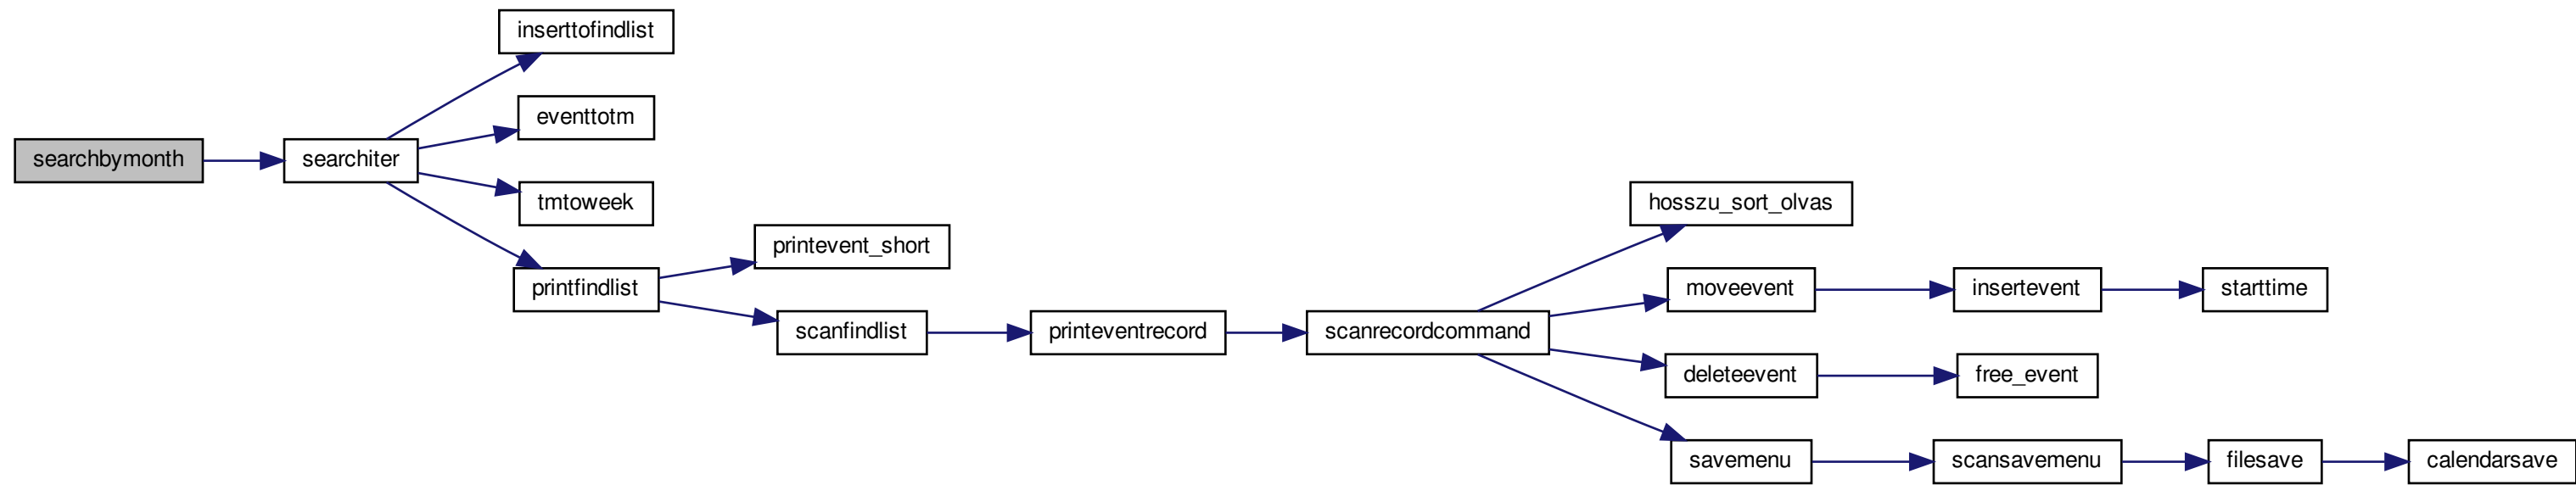 inserttofindlist
eventtotm
searchbymonth
searchiter
tmtoweek
hosszu_sort_olvas
printevent_short
printfindlist
moveevent
insertevent
starttime
scanfindlist
printeventrecord
scanrecordcommand
deleteevent
free_event
savemenu
scansavemenu
filesave
calendarsave